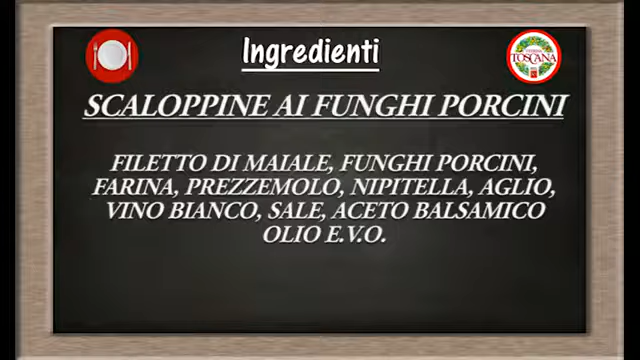 Ingredienti
TOSCANA
SCALOPPINE AI FUNGHI PORCINI
FILETTO DI MAIALE, FUNGHI PORCINI,
FARINA, PREZZEMOLO, NIPITELLA, AGLIO,
VINO BIANCO, SALE, ACETO BALSAMICO
OLIO E.V.O.